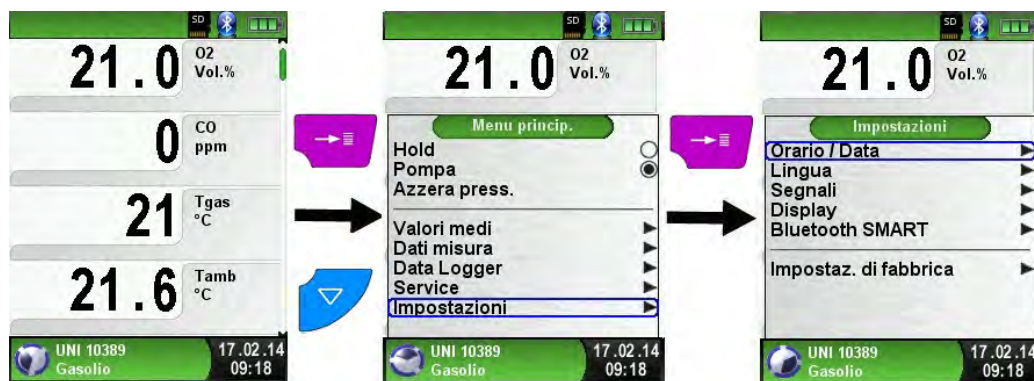 SD
21.0 O2 Vol.%
0 CO ppm
21 Tgas °C
21.6 Tamb °C
UNI 10389 17.02.14
Gasolio 09:18
SD
21.0 O2 Vol.%
Menu princip.
Hold
Pompa
Azzera press.
Valori medi
Dati misura
Data Logger
Service
Impostazioni
UNI 10389 17.02.14
Gasolio 09:18
SD
21.0 O2 Vol.%
Impostazioni
Orario / Data
Lingua
Segnali
Display
Bluetooth SMART
Impostaz. di fabbrica
UNI 10389 17.02.14
Gasolio 09:18